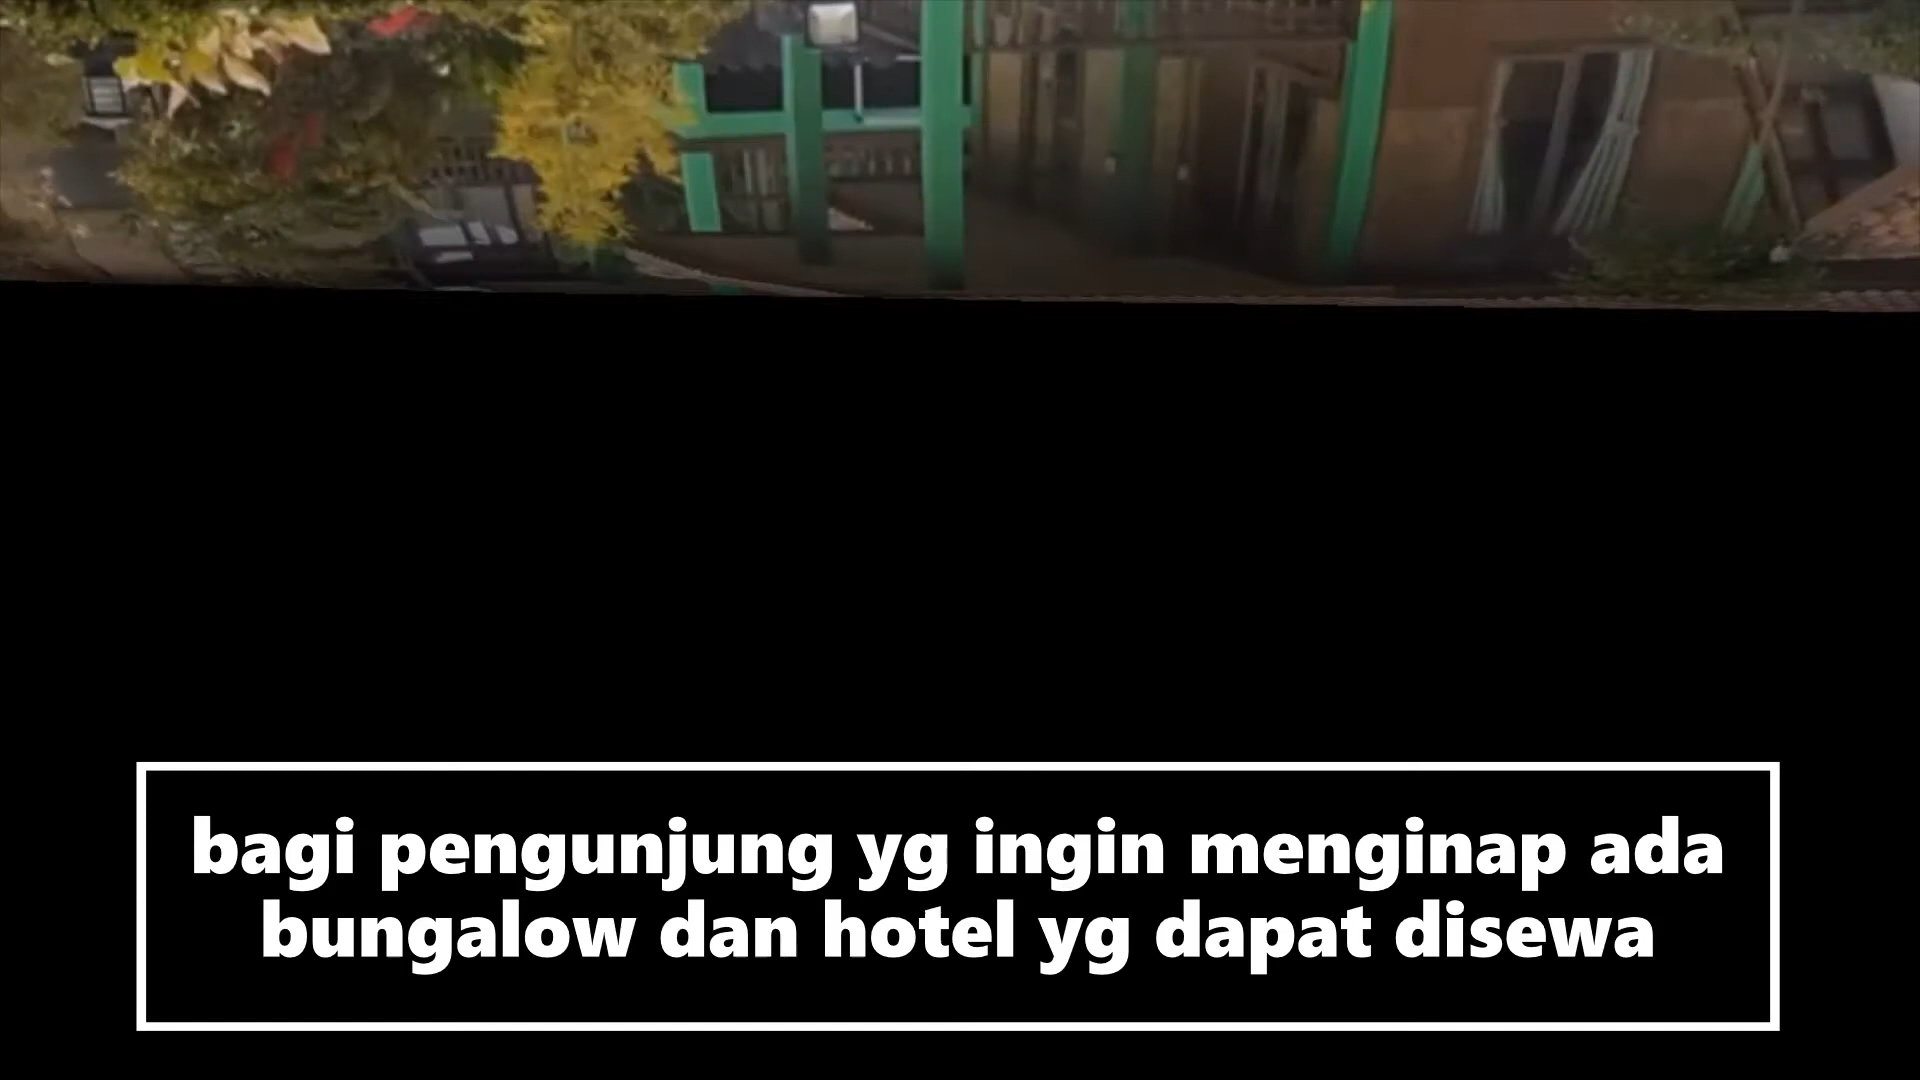 bagi pengunjung yg ingin menginap ada
bungalow dan hotel yg dapat disewa